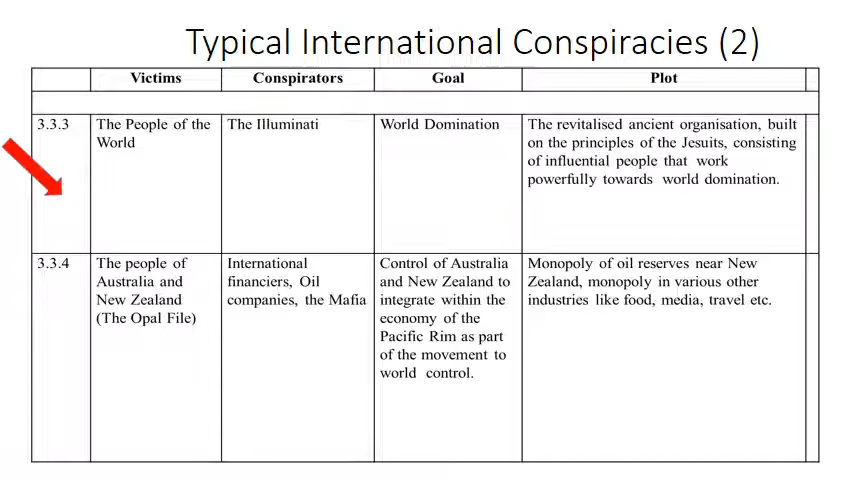 Typical International Conspiracies (2)
Victims Conspirators Goal Plot
3.3.3 The People of the World The Illuminati World Domination The revitalised ancient organisation, built on the principles of the Jesuits, consisting of influential people that work powerfully towards world domination.
3.3.4 The people of Australia and New Zealand (The Opal File) International financiers, Oil companies, the Mafia Control of Australia and New Zealand to integrate within the economy of the Pacific Rim as part of the movement to world control. Monopoly of oil reserves near New Zealand, monopoly in various other industries like food, media, travel etc.